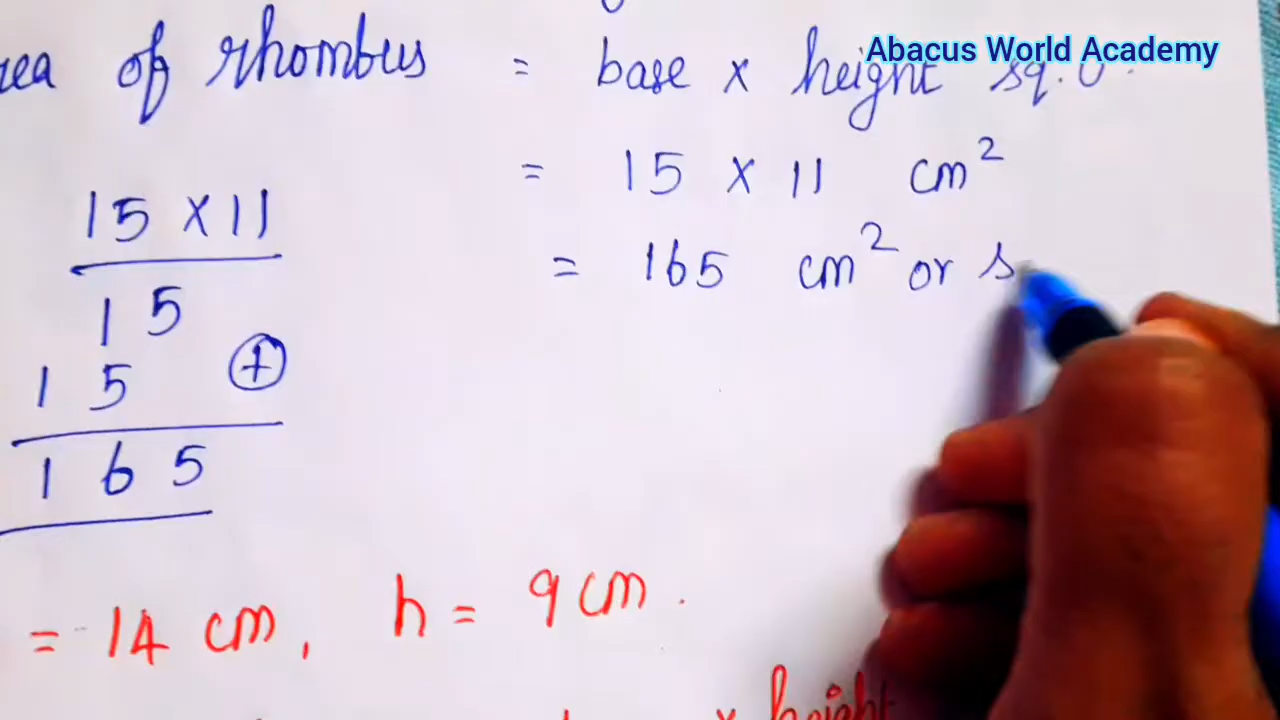 Abacus World Academy
of rhombus = base x height sq.
= 15 x 11 cm²
15 x 11
= 165 cm² or s
15
15 +
165
= 14 cm, h = 9 cm.
x height